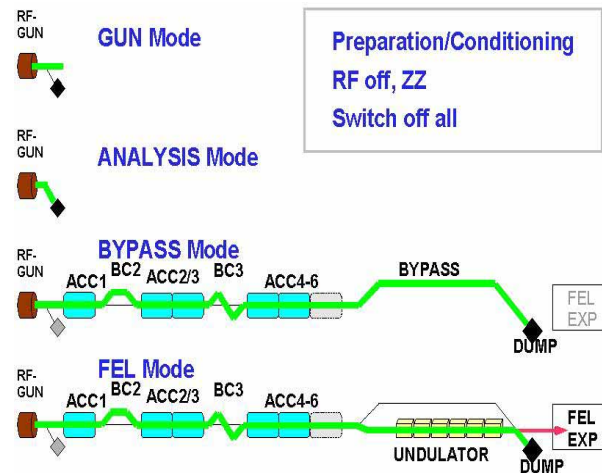 RF-
GUN
GUN Mode
Preparation/Conditioning
RF off, ZZ
Switch off all
RF-
GUN
ANALYSIS Mode
RF-
GUN
BYPASS Mode
ACC1
BC2
ACC2/3
BC3
ACC4-6
BYPASS
FEL
EXP
DUMP
RF-
GUN
FEL Mode
ACC1
BC2
ACC2/3
BC3
ACC4-6
UNDULATOR
FEL
EXP
DUMP